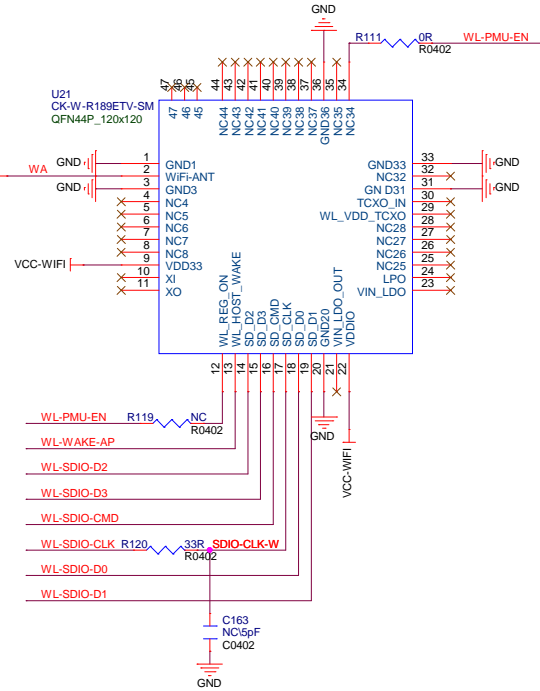 GND
R111 0R WL-PMU-EN
R0402
U21
CK-W-R189ETV-SM
QFN44P_120x120
47 46 45 44 43 42 41 40 39 38 37 36 35 34
47 46 45 NC44 NC43 NC42 NC41 NC40 NC39 NC38 NC37 GND36 NC35 NC34
GND 1 GND1 GND33 33 GND
WA 2 WiFi-ANT NC32 32
GND 3 GND3 GN D31 31 GND
4 NC4 TCXO_IN 30
5 NC5 WL_VDD_TCXO 29
6 NC6 NC28 28
7 NC7 NC27 27
8 NC8 NC26 26
VCC-WIFI 9 VDD33 NC25 25
10 XI LPO 24
11 XO VIN_LDO 23
WL_REG_ON WL_HOST_WAKE SD_D2 SD_D3 SD_CMD SD_CLK SD_D0 SD_D1 GND20 VIN_LDO_OUT VDDIO
12 13 14 15 16 17 18 19 20 21 22
WL-PMU-EN R119 NC
R0402
GND
VCC-WIFI
WL-WAKE-AP
WL-SDIO-D2
WL-SDIO-D3
WL-SDIO-CMD
WL-SDIO-CLK R120 33R SDIO-CLK-W
R0402
WL-SDIO-D0
WL-SDIO-D1
C163
NC\5pF
C0402
GND